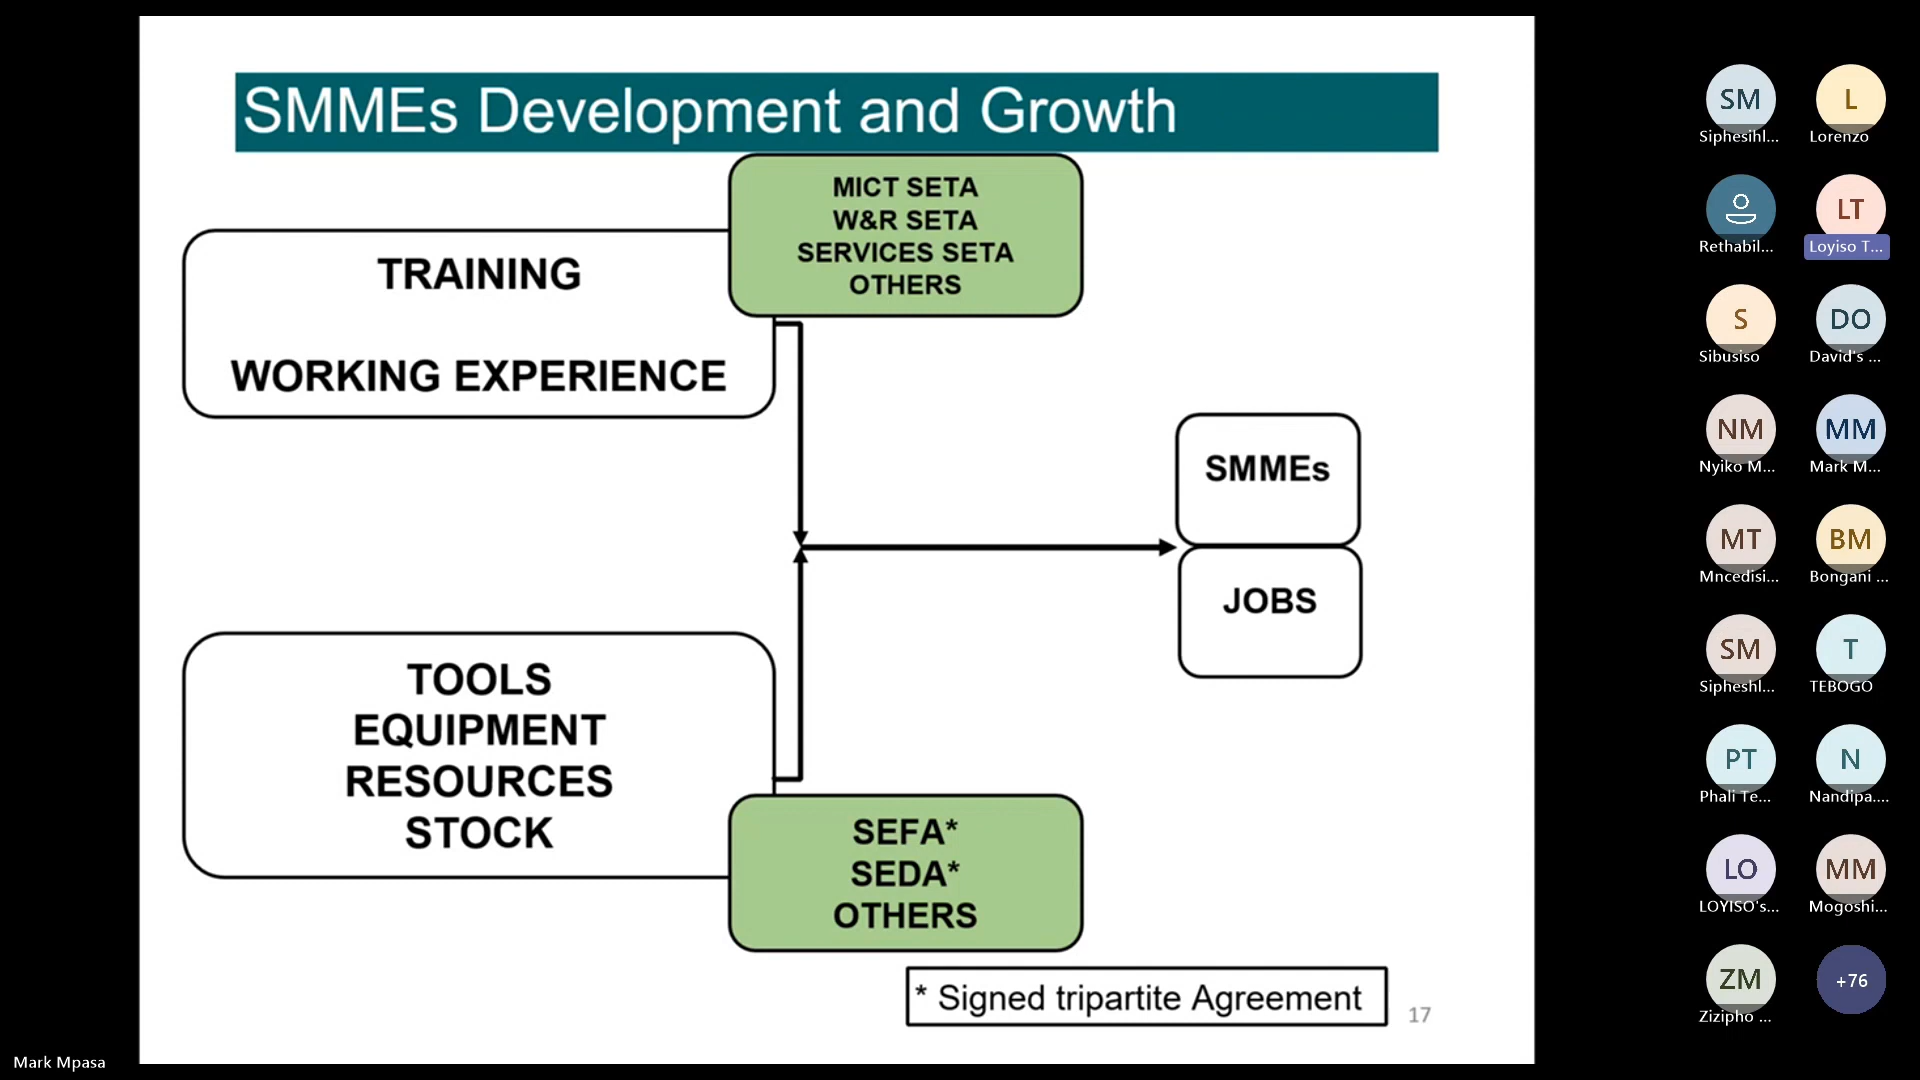 SMMEs Development and Growth
MICT SETA
W&R SETA
SERVICES SETA
OTHERS
TRAINING
WORKING EXPERIENCE
SMMEs
JOBS
TOOLS
EQUIPMENT
RESOURCES
STOCK
SEFA*
SEDA*
OTHERS
* Signed tripartite Agreement
17
Mark Mpasa
SM
Siphesihl...
L
Lorenzo
Rethabil...
LT
Loyiso T...
S
Sibusiso
DO
David's ...
NM
Nyiko M...
MM
Mark M...
MT
Mncedisi...
BM
Bongani ...
SM
Sipheshl...
T
TEBOGO
PT
Phali Te...
N
Nandipa....
LO
LOYISO's...
MM
Mogoshi...
ZM
Zizipho ...
+76